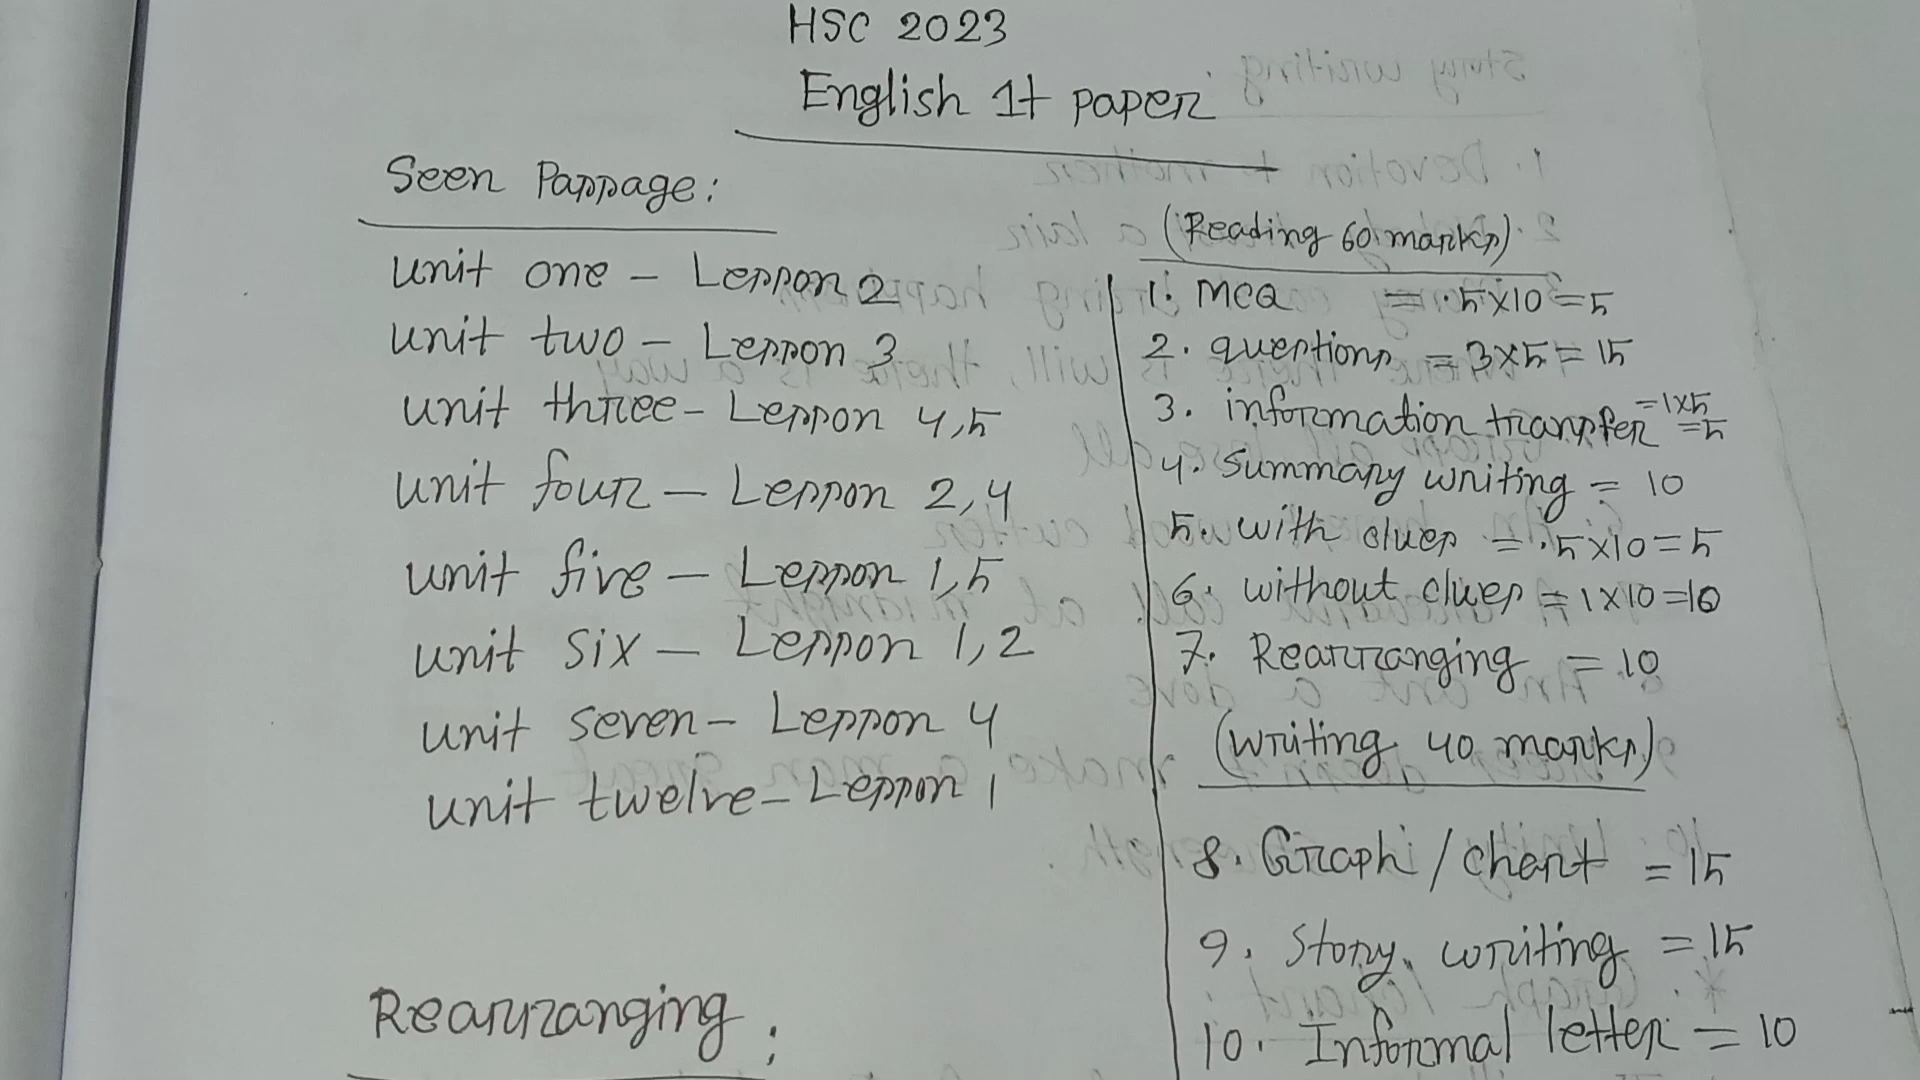 HSC 2023
English 1t paper
Seen Passage:
unit one - Lesson 2
unit two - Lesson 3
unit three - Lesson 4,5
unit four - Lesson 2,4
unit five - Lesson 1,5
unit six - Lesson 1,2
unit seven - Lesson 4
unit twelve - Lesson 1
Rearranging:
(Reading 60 marks)
1. MCQ = .5x10=5
2. questions = 3x5=15
3. information transfer =1x5 =5
4. Summary writing = 10
5. with clues = .5x10=5
6. without clues = 1x10=10
7. Rearranging = 10
(writing 40 marks)
8. Graph/chart = 15
9. Story writing = 15
10. Informal letter = 10